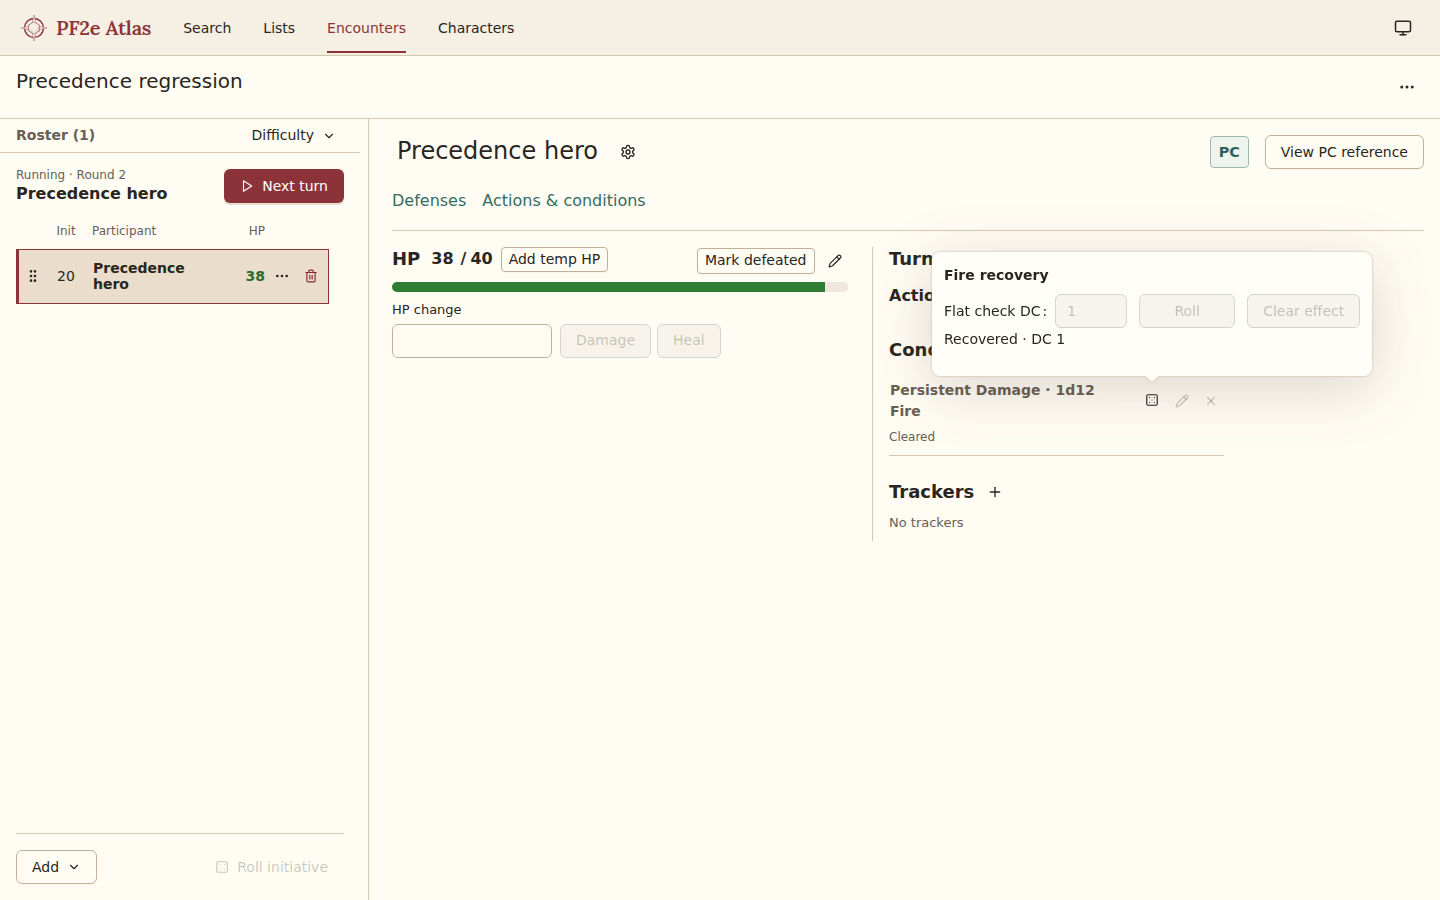 PF2e Atlas
Search
Lists
Encounters
Characters
Precedence regression
Roster (1)
Difficulty
Running · Round 2
Precedence hero
Next turn
Init
Participant
HP
20
Precedence
hero
38
Add
Roll initiative
Precedence hero
PC
View PC reference
Defenses
Actions & conditions
HP 38 / 40
Add temp HP
Mark defeated
HP change
Damage
Heal
Turn
Actio
Conc
Fire recovery
Flat check DC:
1
Roll
Clear effect
Recovered · DC 1
Persistent Damage · 1d12
Fire
Cleared
Trackers
No trackers